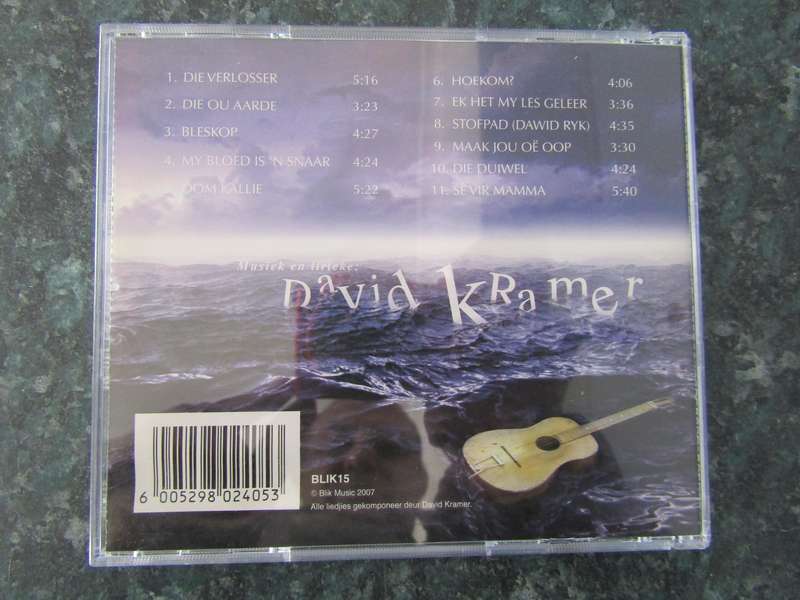 1. DIE VERLOSSER 5:16
2. DIE OU AARDE 3:23
3. BLESKOP 4:27
4. MY BLOED IS 'N SNAAR 4:24
OOM KALLIE 5:22
6. HOEKOM? 4:06
7. EK HET MY LES GELEER 3:36
8. STOFPAD (DAWID RYK) 4:35
9. MAAK JOU OË OOP 3:30
10. DIE DUIWEL 4:24
11. SÊ VIR MAMMA 5:40
Musiek en lirieke:
David Kramer
6 005298 024053
BLIK15
© Blik Music 2007
Alle liedjies gekomponeer deur David Kramer.